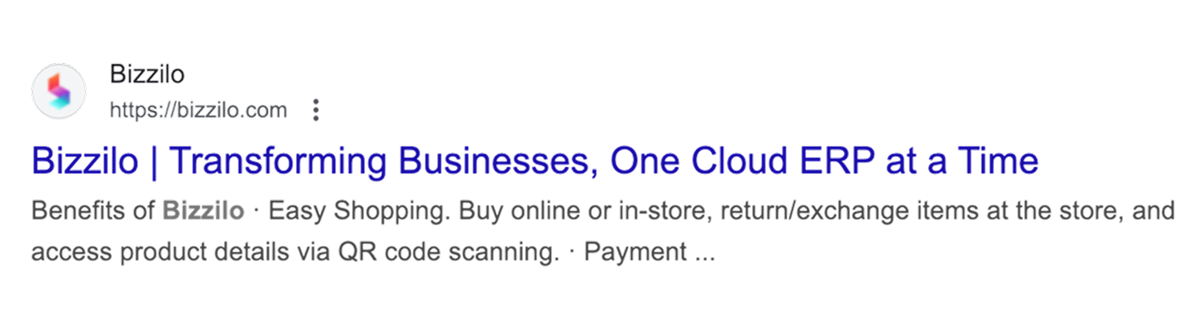 Bizzilo
https://bizzilo.com
Bizzilo | Transforming Businesses, One Cloud ERP at a Time
Benefits of Bizzilo · Easy Shopping. Buy online or in-store, return/exchange items at the store, and
access product details via QR code scanning. · Payment ...